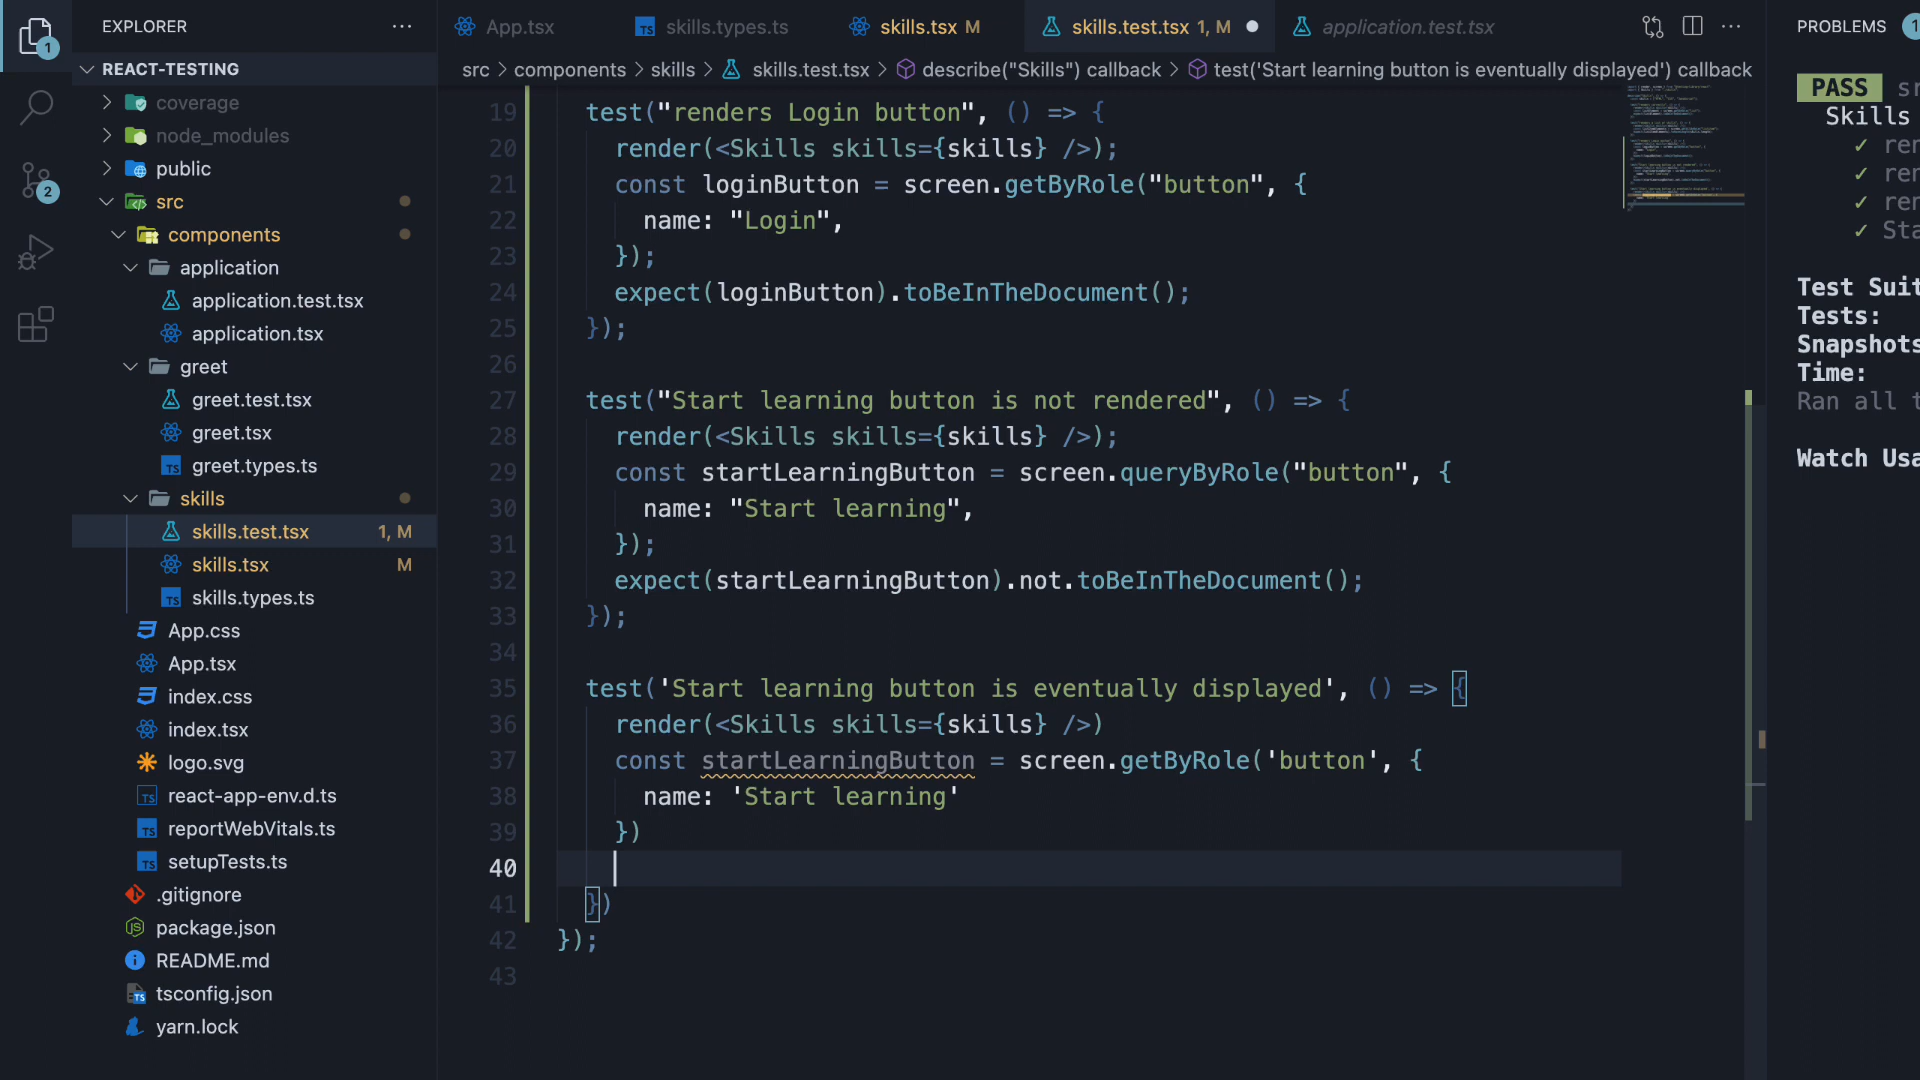 EXPLORER
REACT-TESTING
coverage
node_modules
public
src
components
application
application.test.tsx
application.tsx
greet
greet.test.tsx
greet.tsx
greet.types.ts
skills
skills.test.tsx 1, M
skills.tsx M
skills.types.ts
App.css
App.tsx
index.css
index.tsx
logo.svg
react-app-env.d.ts
reportWebVitals.ts
setupTests.ts
.gitignore
package.json
README.md
tsconfig.json
yarn.lock
1
2
App.tsx
skills.types.ts
skills.tsx M
skills.test.tsx 1, M
application.test.tsx
src > components > skills > skills.test.tsx > describe("Skills") callback > test('Start learning button is eventually displayed') callback
19 test("renders Login button", () => {
20 render(<Skills skills={skills} />);
21 const loginButton = screen.getByRole("button", {
22 name: "Login",
23 });
24 expect(loginButton).toBeInTheDocument();
25 });
26
27 test("Start learning button is not rendered", () => {
28 render(<Skills skills={skills} />);
29 const startLearningButton = screen.queryByRole("button", {
30 name: "Start learning",
31 });
32 expect(startLearningButton).not.toBeInTheDocument();
33 });
34
35 test('Start learning button is eventually displayed', () => {
36 render(<Skills skills={skills} />)
37 const startLearningButton = screen.getByRole('button', {
38 name: 'Start learning'
39 })
40
41 })
42 });
43
PROBLEMS 1
PASS sr
Skills
✓ ren
✓ ren
✓ ren
✓ Sta
Test Suit
Tests:
Snapshots
Time:
Ran all t
Watch Usa